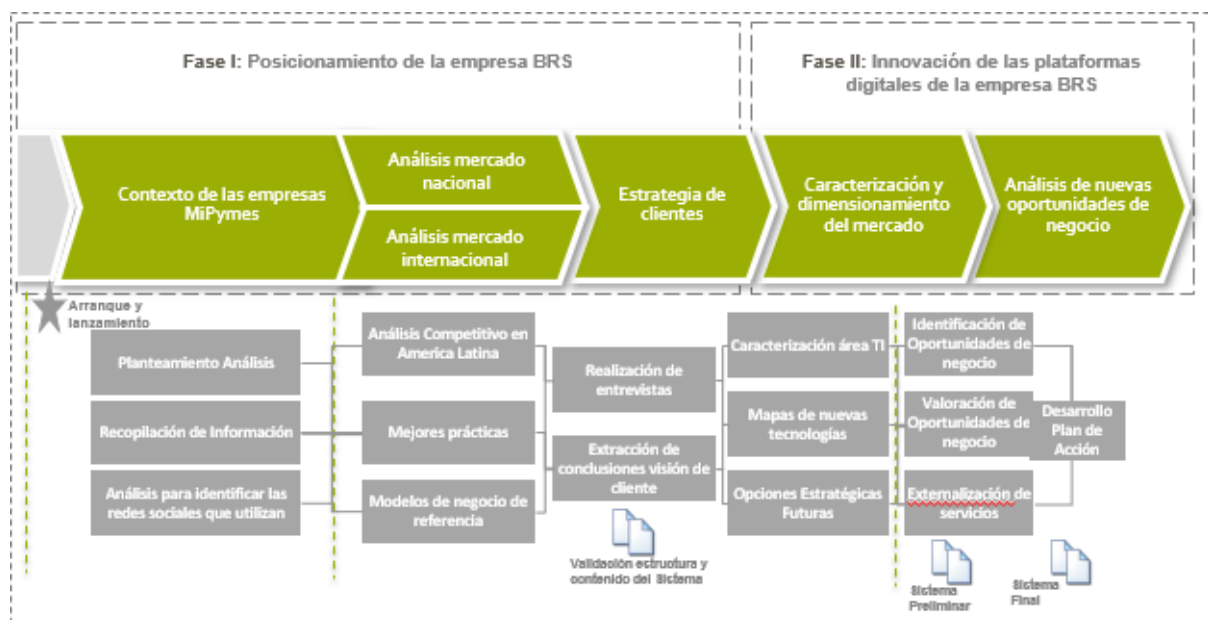 Fase I: Posicionamiento de la empresa BRS
Fase II: Innovación de las plataformas
digitales de la empresa BRS
Contexto de las empresas
MiPymes
Análisis mercado
nacional
Análisis mercado
internacional
Estrategia de
clientes
Caracterización y
dimensionamiento
del mercado
Análisis de nuevas
oportunidades de
negocio
Arranque y
lanzamiento
Planteamiento Análisis
Recopilación de Información
Análisis para identificar las
redes sociales que utilizan
Análisis Competitivo en
America Latina
Mejores prácticas
Modelos de negocio de
referencia
Realización de
entrevistas
Extracción de
conclusiones visión de
cliente
Validación estructura y
contenido del Sistema
Caracterización área TI
Mapas de nuevas
tecnologías
Opciones Estratégicas
Futuras
Identificación de
Oportunidades de
negocio
Valoración de
Oportunidades de
negocio
Externalización de
servicios
Desarrollo
Plan de
Acción
Sistema
Preliminar
Sistema
Final